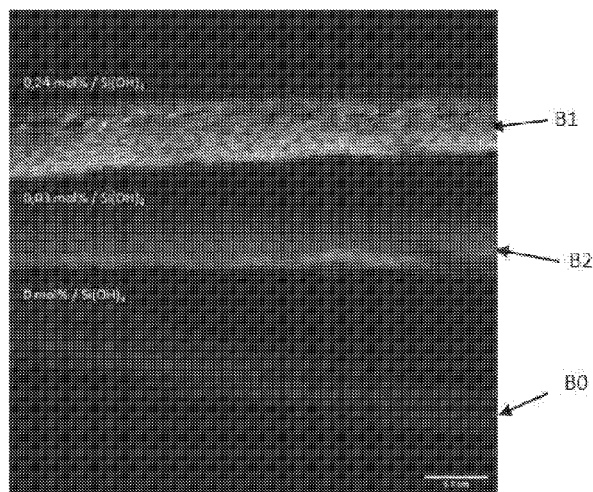 0,24 mol% / Si(OH)₄
B1
0,03 mol% / Si(OH)₄
B2
0 mol% / Si(OH)₄
B0